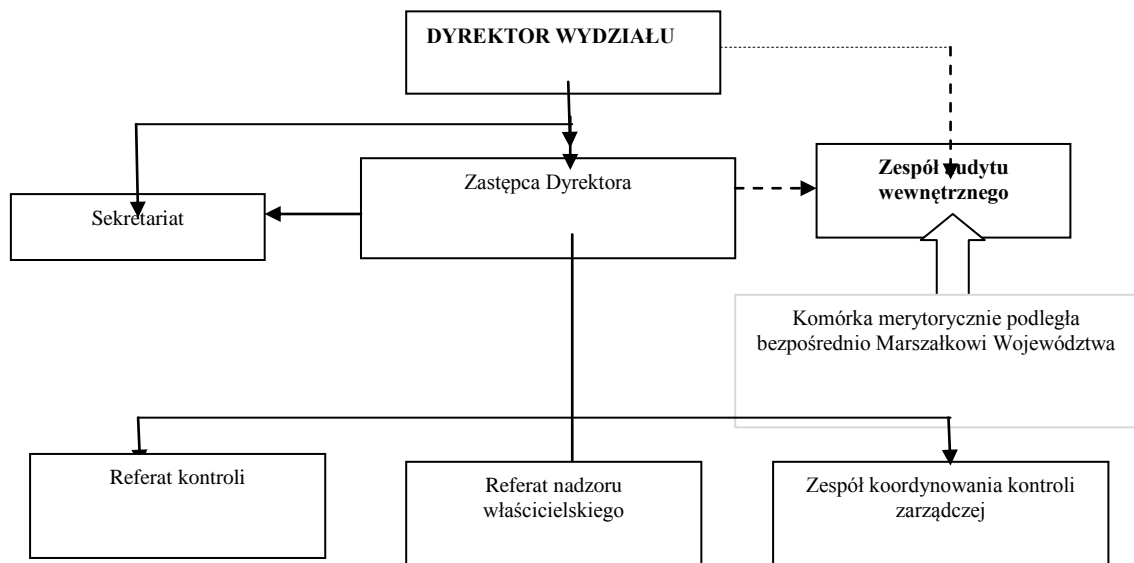 DYREKTOR WYDZIAŁU
Zastępca Dyrektora
Zespół audytu
wewnętrznego
Sekretariat
Komórka merytorycznie podległa
bezpośrednio Marszałkowi Województwa
Referat kontroli
Referat nadzoru
właścicielskiego
Zespół koordynowania kontroli
zarządczej